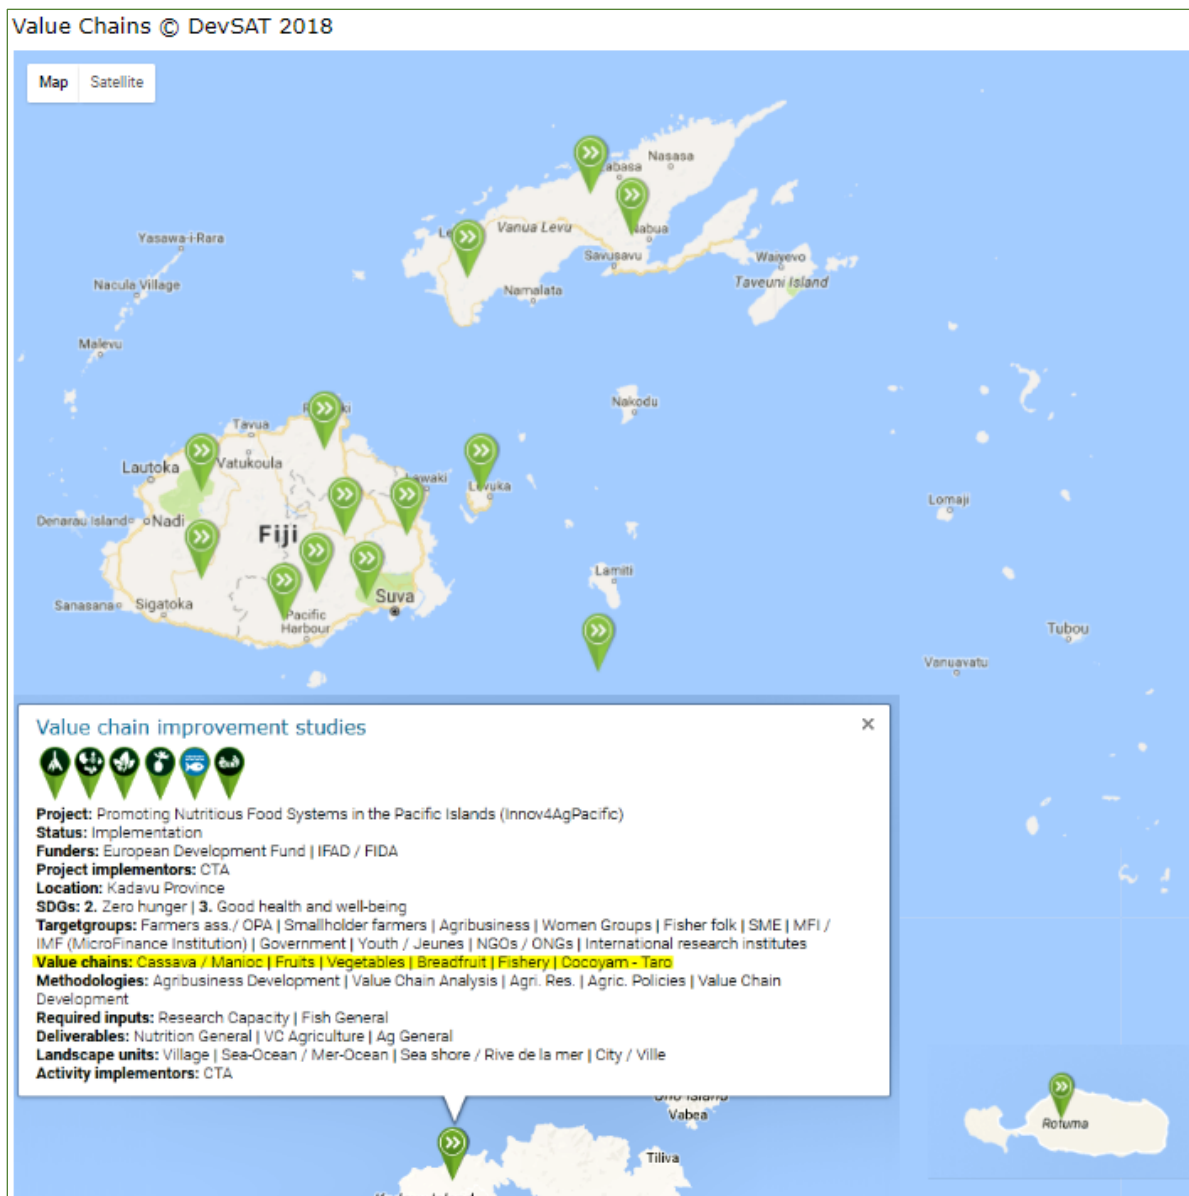 Value Chains © DevSAT 2018
Map Satellite
Nasasa
abasa
Vanua Levu
abua
Yasawa-i-Rara
Savusavu
Waiyevo
Nacula Village
Namalata
Taveuni Island
Malevu
Nakodu
Tavua
Lautoka
Vatukoula
Lawaki
Levuka
Lomaji
Denarau Island
Nadi
Fiji
Lamiti
Suva
Sanasana
Sigatoka
Pacific
Harbour
Tubou
Vanuavatu
Value chain improvement studies
Project: Promoting Nutritious Food Systems in the Pacific Islands (Innov4AgPacific)
Status: Implementation
Funders: European Development Fund | IFAD / FIDA
Project implementors: CTA
Location: Kadavu Province
SDGs: 2. Zero hunger | 3. Good health and well-being
Targetgroups: Farmers ass./ OPA | Smallholder farmers | Agribusiness | Women Groups | Fisher folk | SME | MFI /
IMF (MicroFinance Institution) | Government | Youth / Jeunes | NGOs / ONGs | International research institutes
Value chains: Cassava / Manioc | Fruits | Vegetables | Breadfruit | Fishery | Cocoyam - Taro
Methodologies: Agribusiness Development | Value Chain Analysis | Agri. Res. | Agric. Policies | Value Chain
Development
Required inputs: Research Capacity | Fish General
Deliverables: Nutrition General | VC Agriculture | Ag General
Landscape units: Village | Sea-Ocean / Mer-Ocean | Sea shore / Rive de la mer | City / Ville
Activity implementors: CTA
Vabea
Rotuma
Tiliva